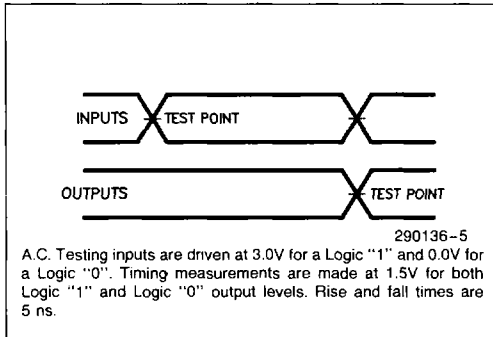 INPUTS
TEST POINT
OUTPUTS
TEST POINT
290136–5
A.C. Testing inputs are driven at 3.0V for a Logic "1" and 0.0V for
a Logic "0". Timing measurements are made at 1.5V for both
Logic "1" and Logic "0" output levels. Rise and fall times are
5 ns.